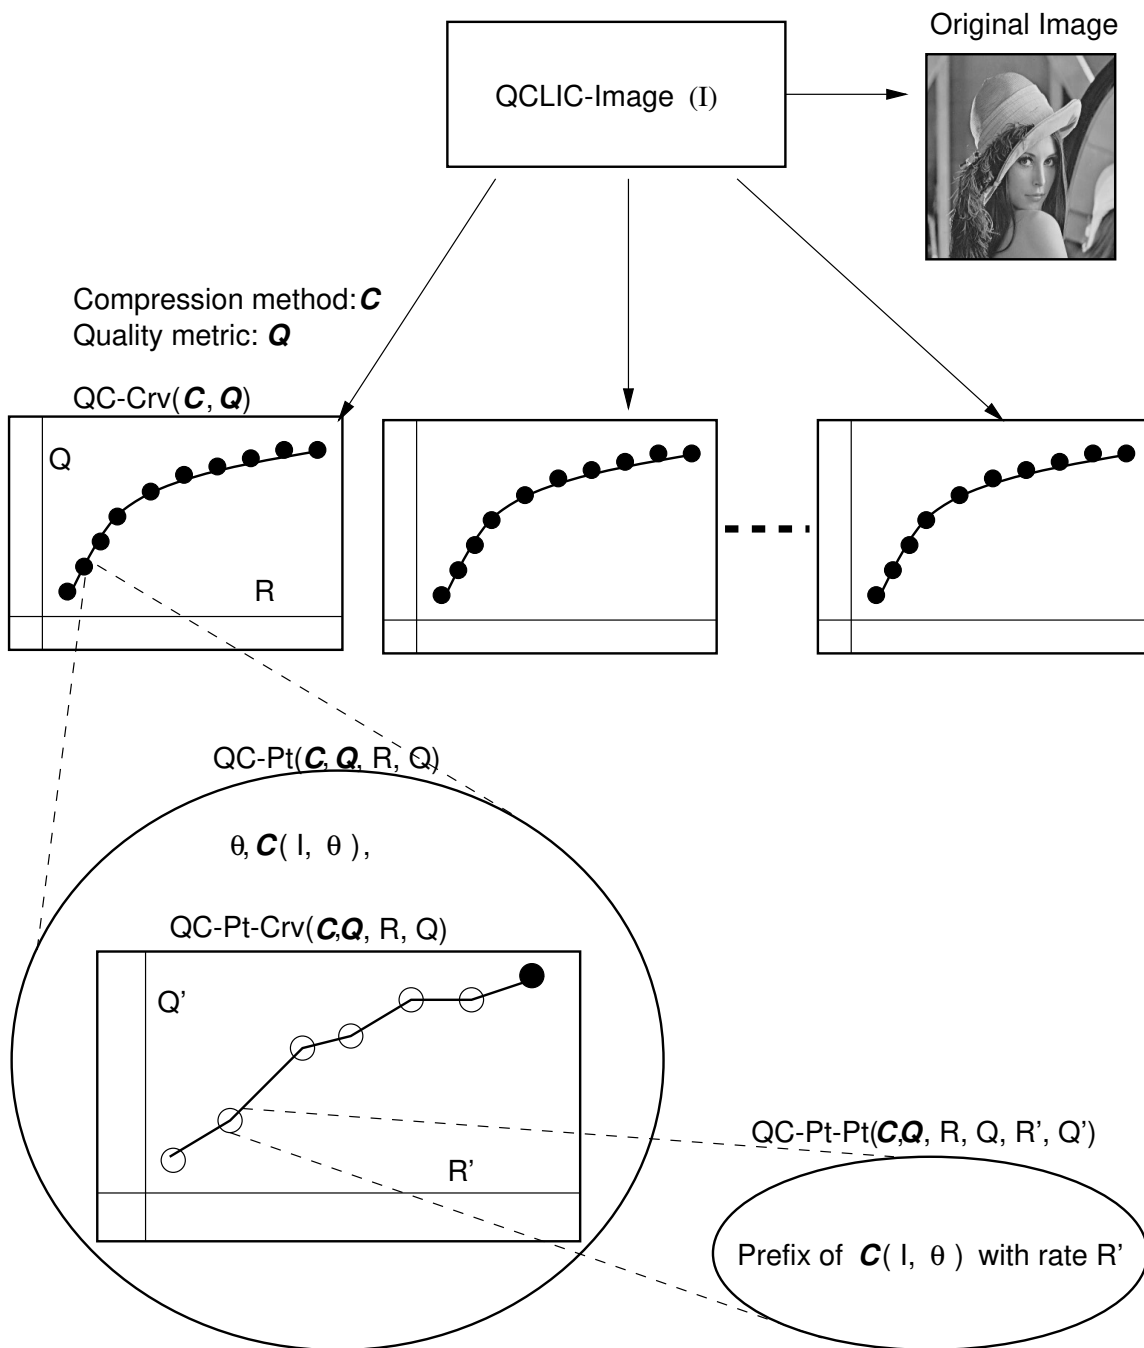 Original Image
QCLIC-Image (I)
Compression method: C
Quality metric: Q
QC-Crv(C, Q)
Q
R
QC-Pt(C, Q, R, Q)
θ, C( I, θ ),
QC-Pt-Crv(C,Q, R, Q)
Q’
R’
QC-Pt-Pt(C,Q, R, Q, R’, Q’)
Prefix of C( I, θ ) with rate R’